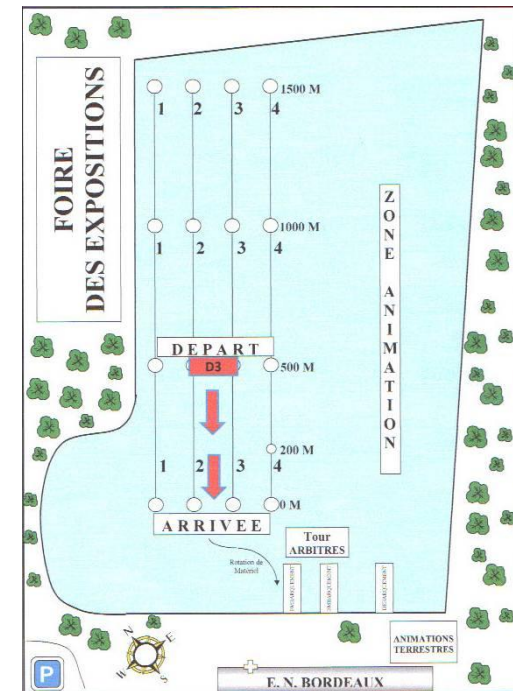 FOIRE
DES EXPOSITIONS
1500 M
1 2 3 4
1000 M
1 2 3 4
ZONE ANIMATION
DEPART
D3
500 M
200 M
1 2 3 4
0 M
ARRIVEE
Tour
ARBITRES
Rotation de
Matériel
N
E
W
S
ANIMATIONS
TERRESTRES
P
E. N. BORDEAUX